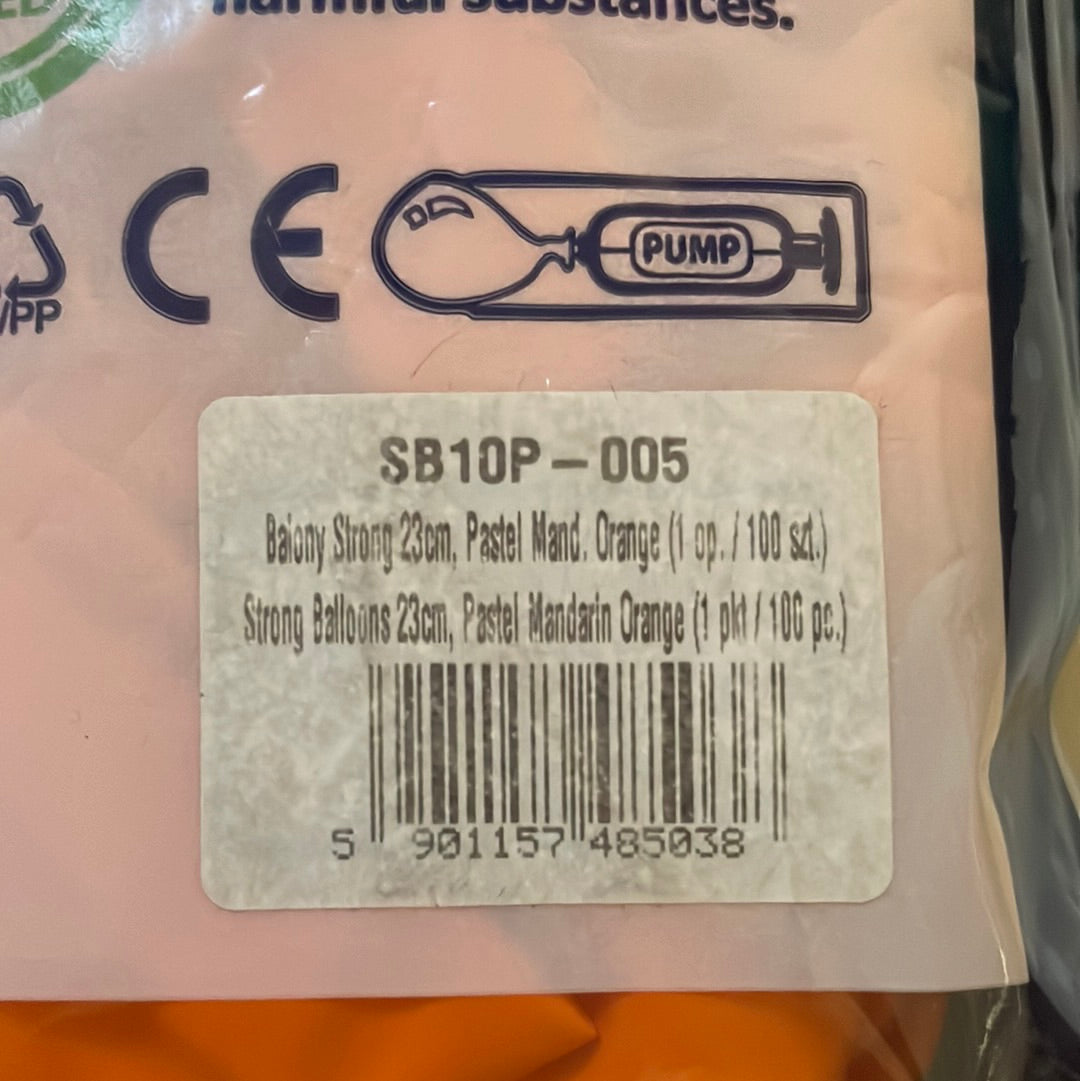 harmful substances.
/PP
CE
PUMP
SB10P-005
Balony Strong 23cm, Pastel Mand. Orange (1 op. / 100 szt.)
Strong Balloons 23cm, Pastel Mandarin Orange (1 pkt / 100 pc.)
5 901157 485038